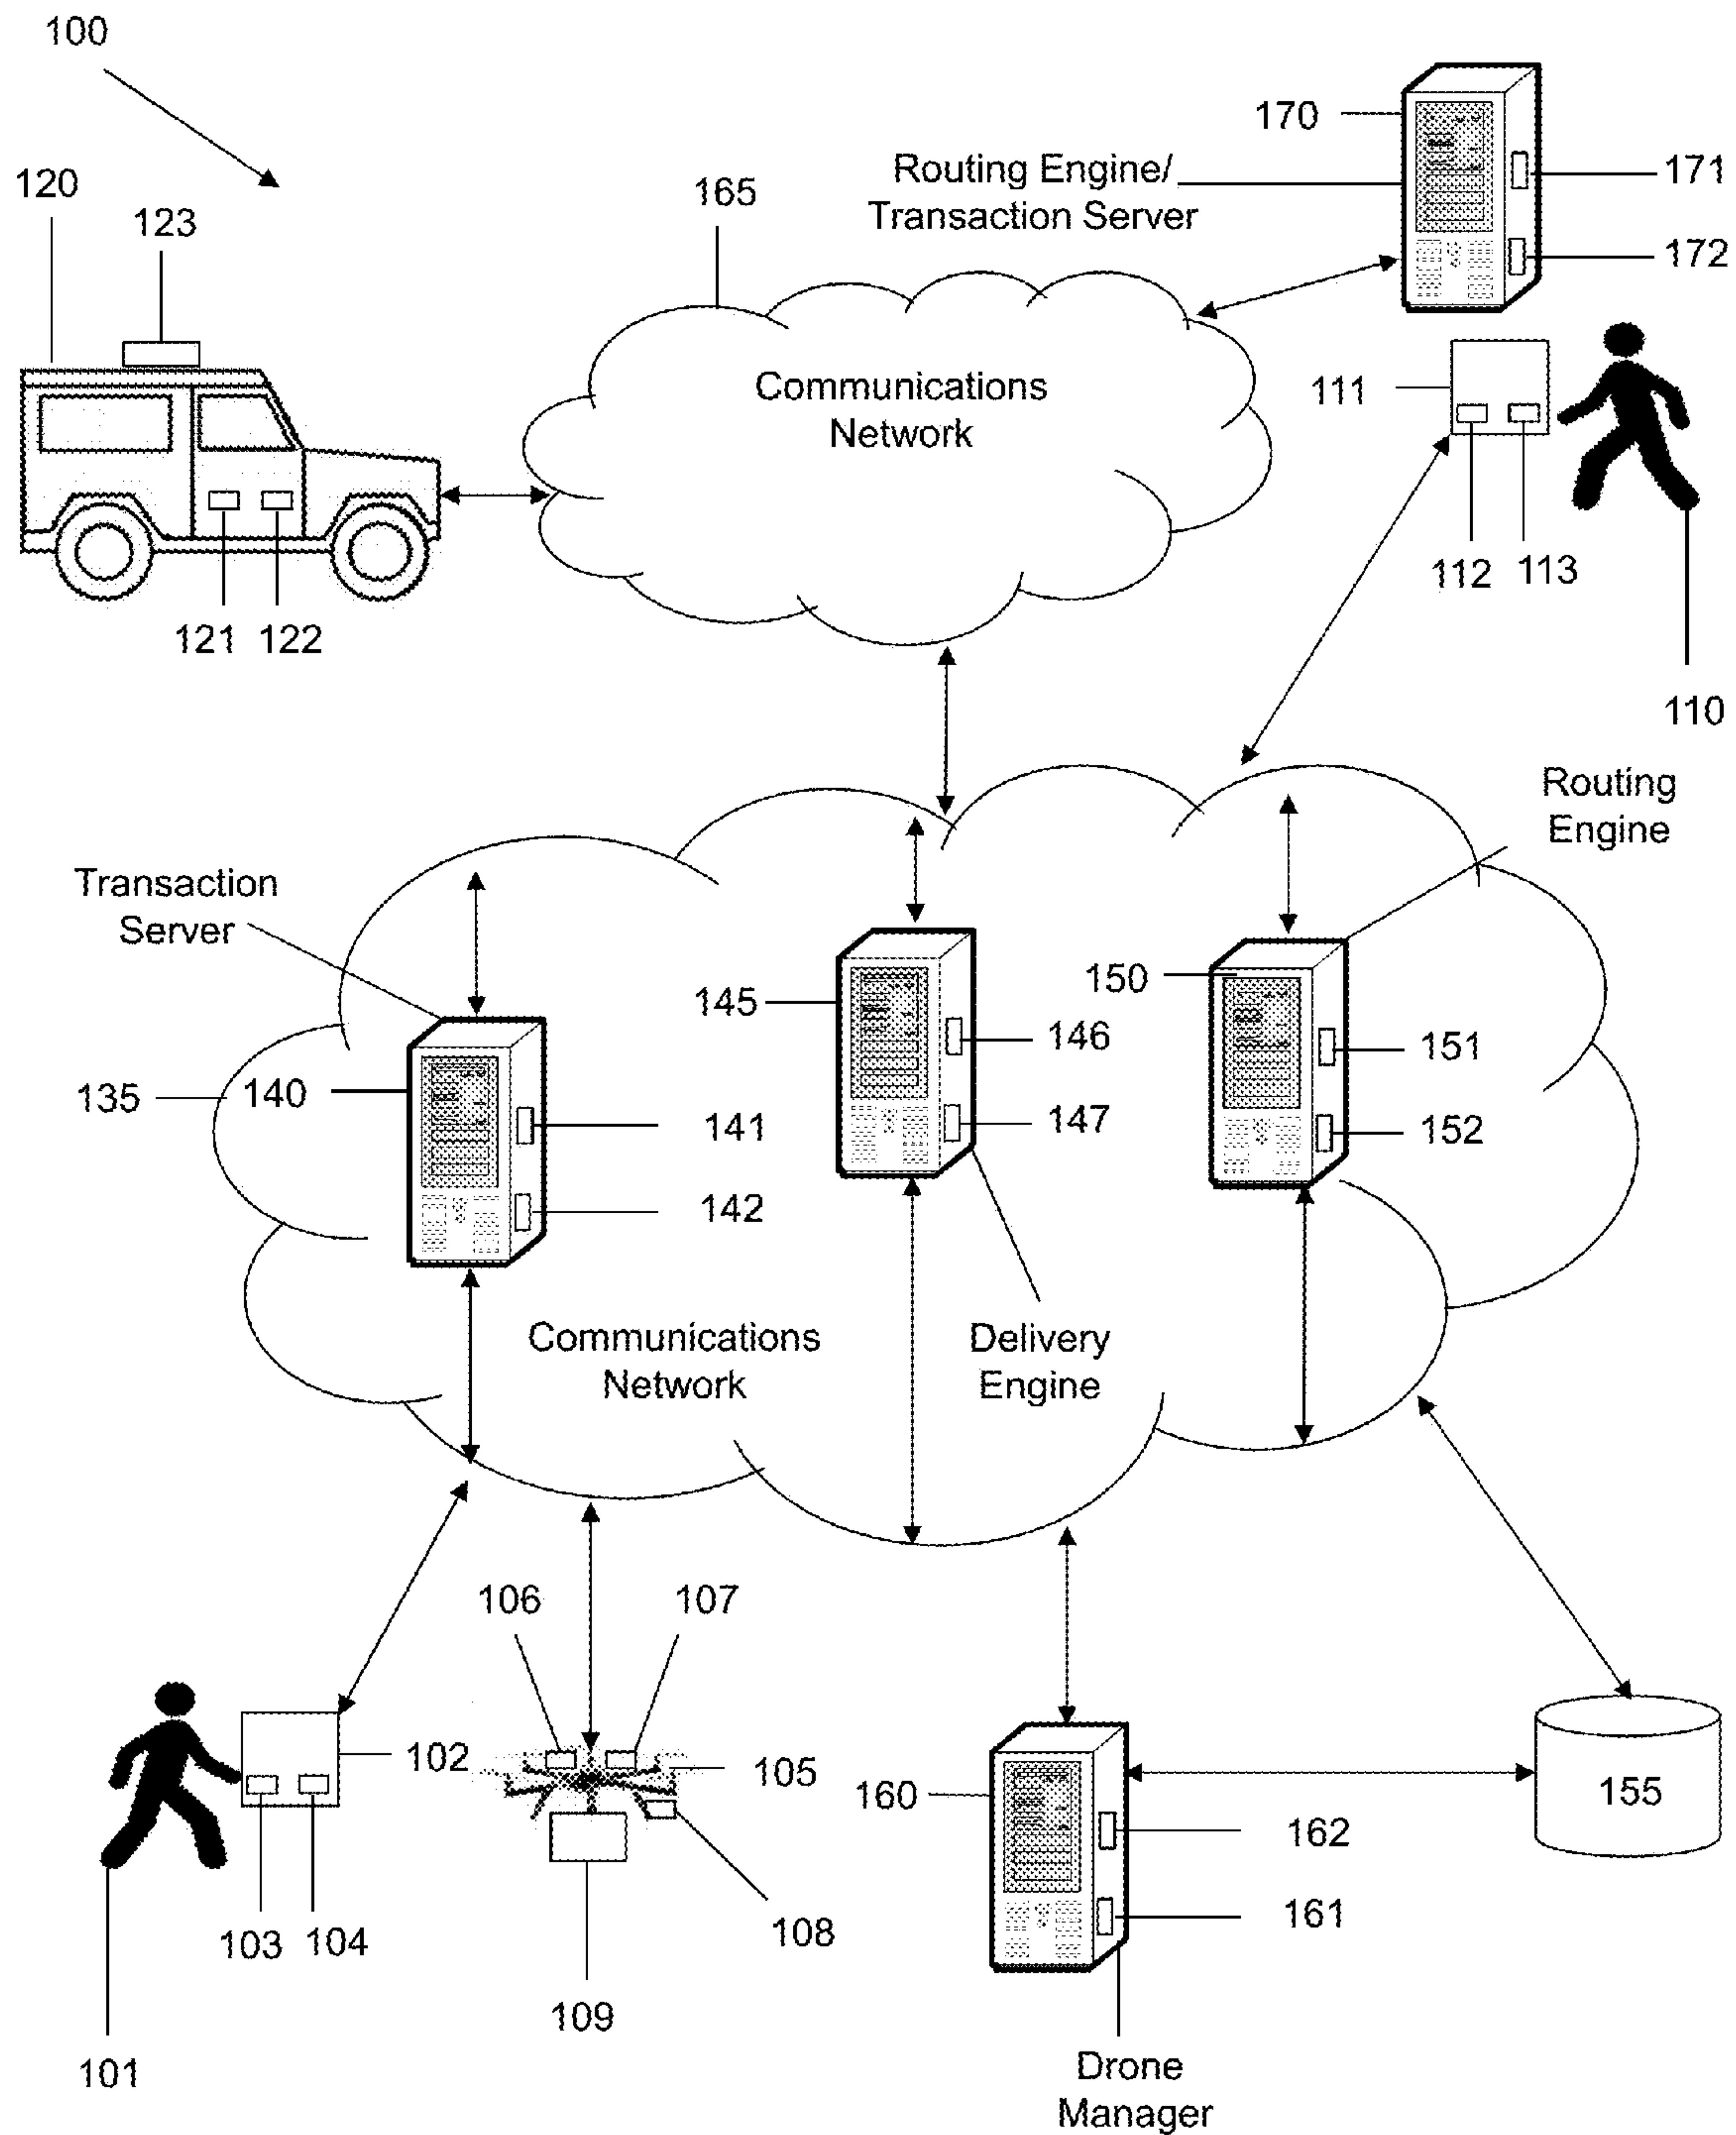 100
170
Routing Engine/
Transaction Server
171
172
120
123
165
Communications
Network
111
112
113
110
121
122
Routing
Engine
Transaction
Server
145
146
147
150
151
152
135
140
141
142
Communications
Network
Delivery
Engine
106
107
102
105
103
104
108
109
101
160
162
161
155
Drone
Manager